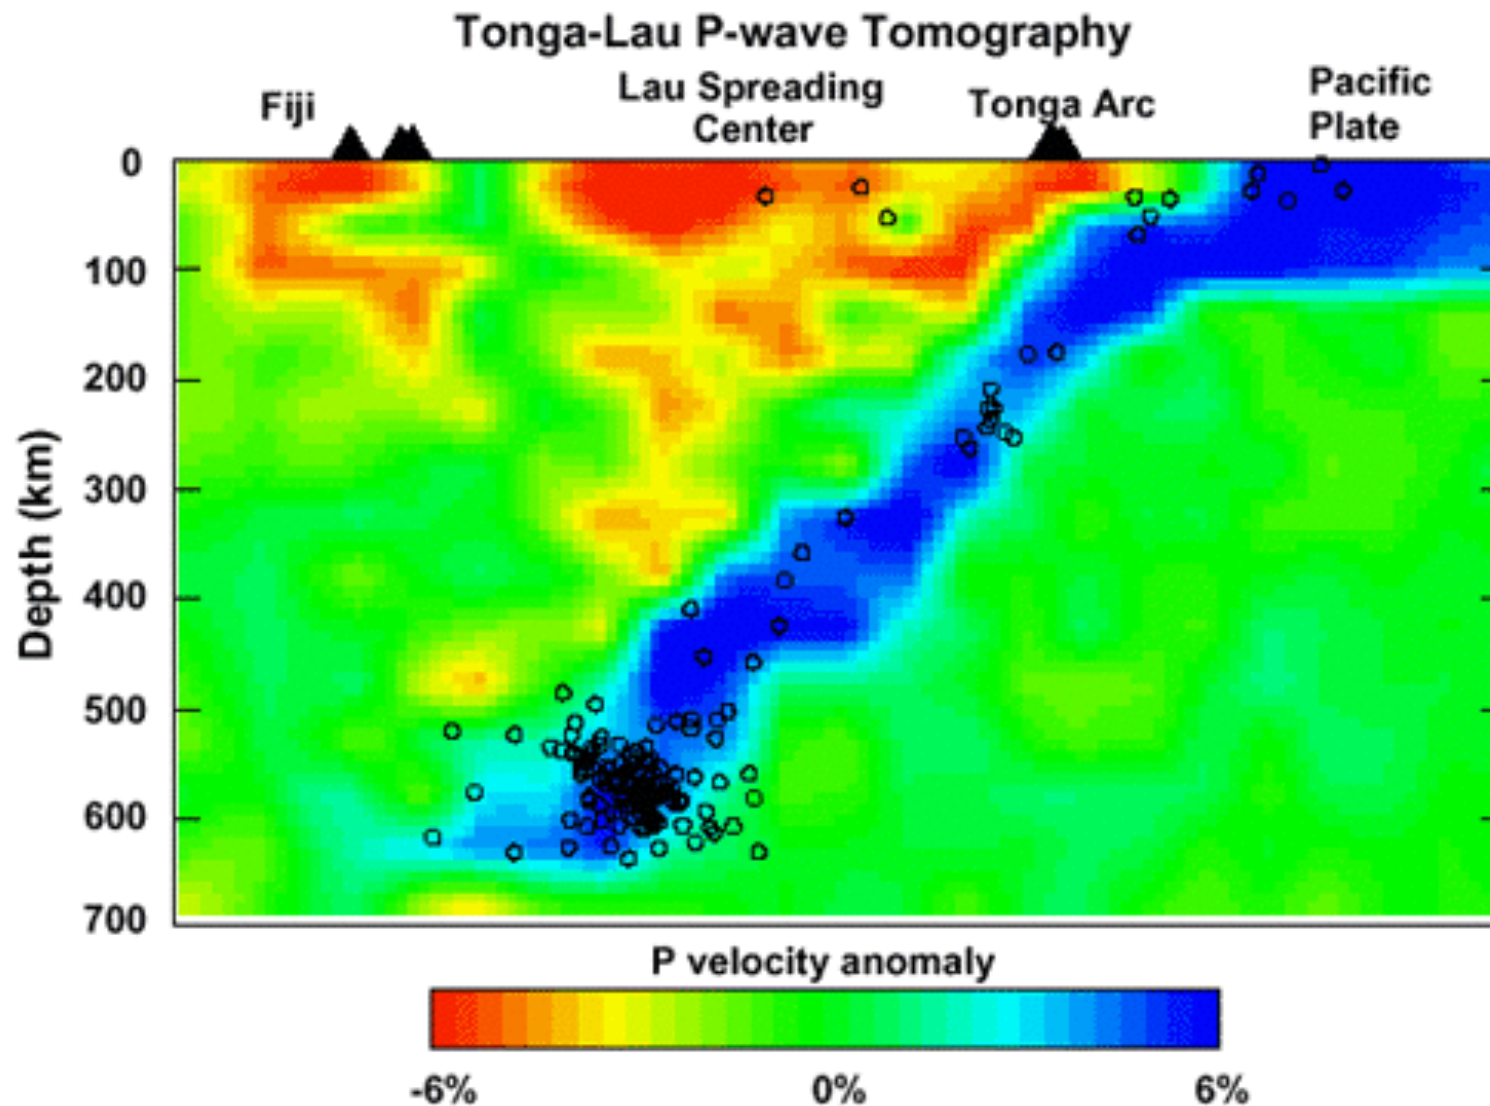 Tonga-Lau P-wave Tomography
Fiji
Lau Spreading
Center
Tonga Arc
Pacific
Plate
0
100
200
300
400
500
600
700
Depth (km)
P velocity anomaly
-6%
0%
6%